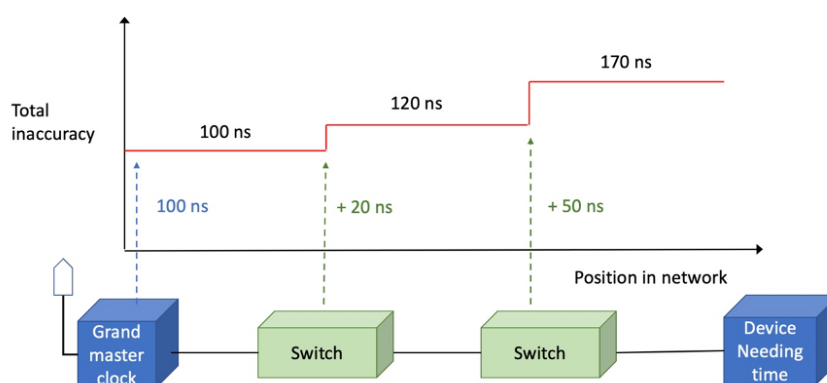 170 ns
120 ns
Total
inaccuracy
100 ns
100 ns
+ 20 ns
+ 50 ns
Position in network
Grand
master
clock
Switch
Switch
Device
Needing
time